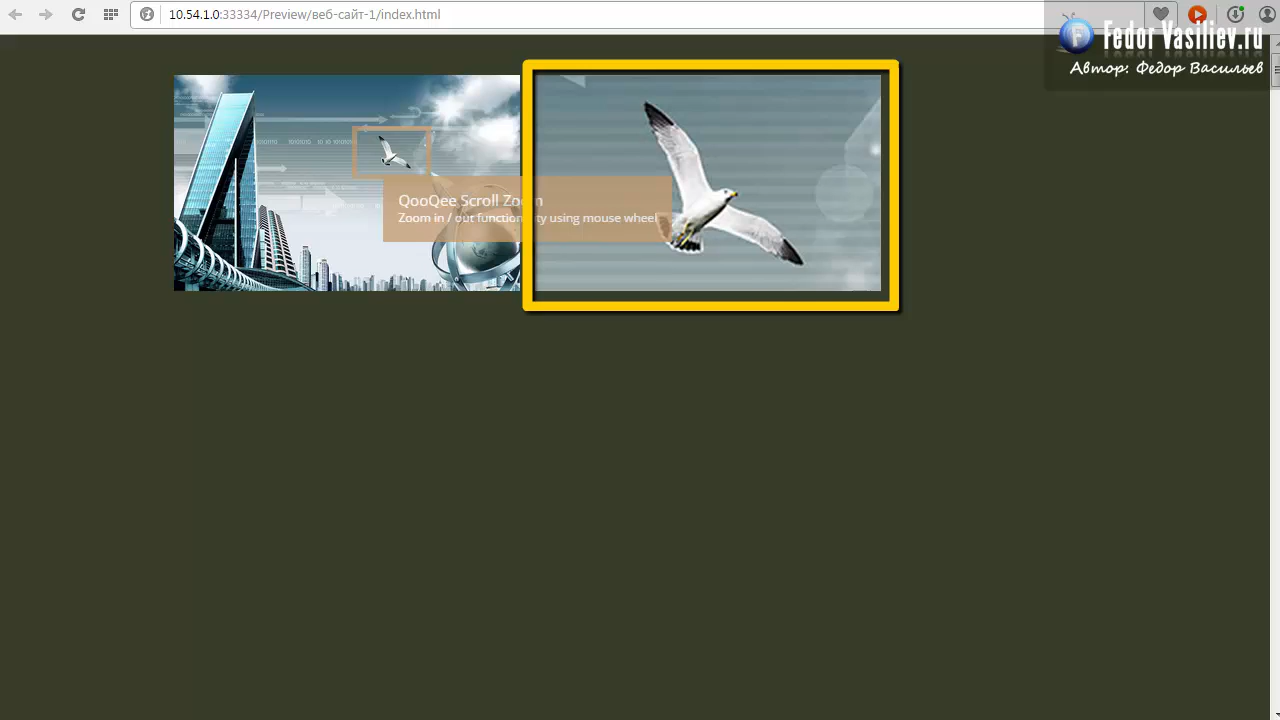 10.54.1.0:33334/Preview/веб-сайт-1/index.html
Fedor Vasiliev.ru
Автор: Федор Васильев
QooQee Scroll Zoom
Zoom in / out functionality using mouse wheel